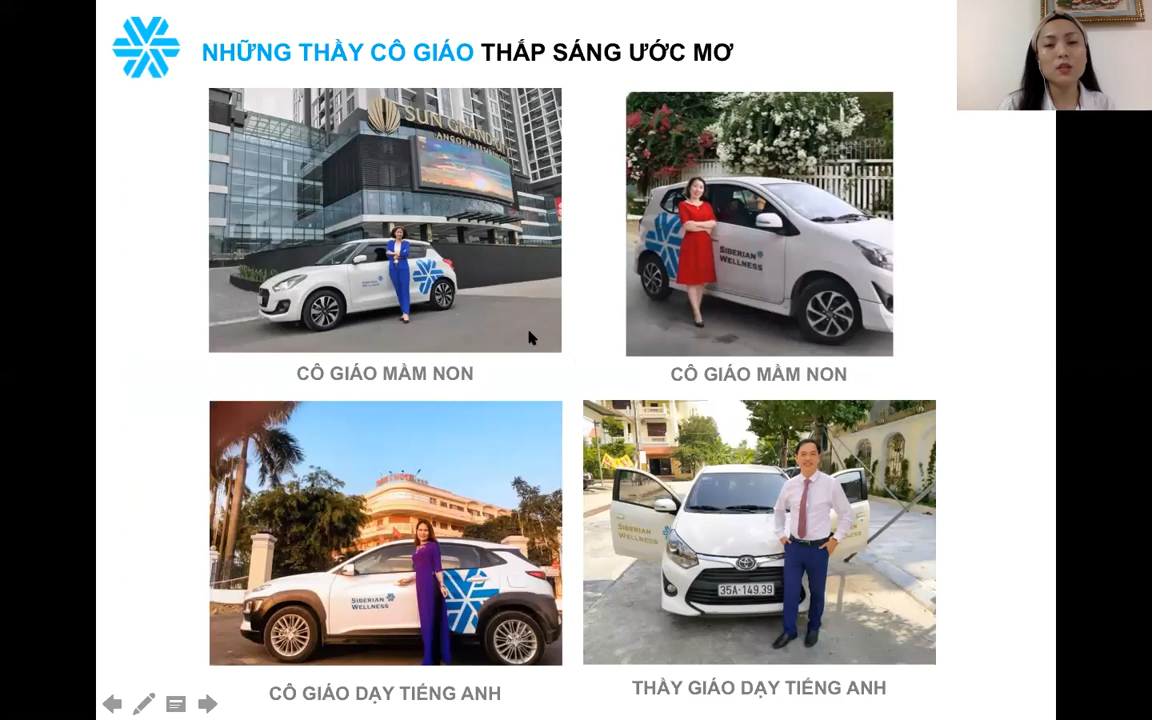 NHỮNG THẦY CÔ GIÁO THẮP SÁNG ƯỚC MƠ
SUN GRAND
ANCORA RESIDENCE
SIBERIAN
WELLNESS
SIBERIAN
WELLNESS
CÔ GIÁO MẦM NON
CÔ GIÁO MẦM NON
SIBERIAN
WELLNESS
SIBERIAN
WELLNESS
35A-149.39
CÔ GIÁO DẠY TIẾNG ANH
THẦY GIÁO DẠY TIẾNG ANH